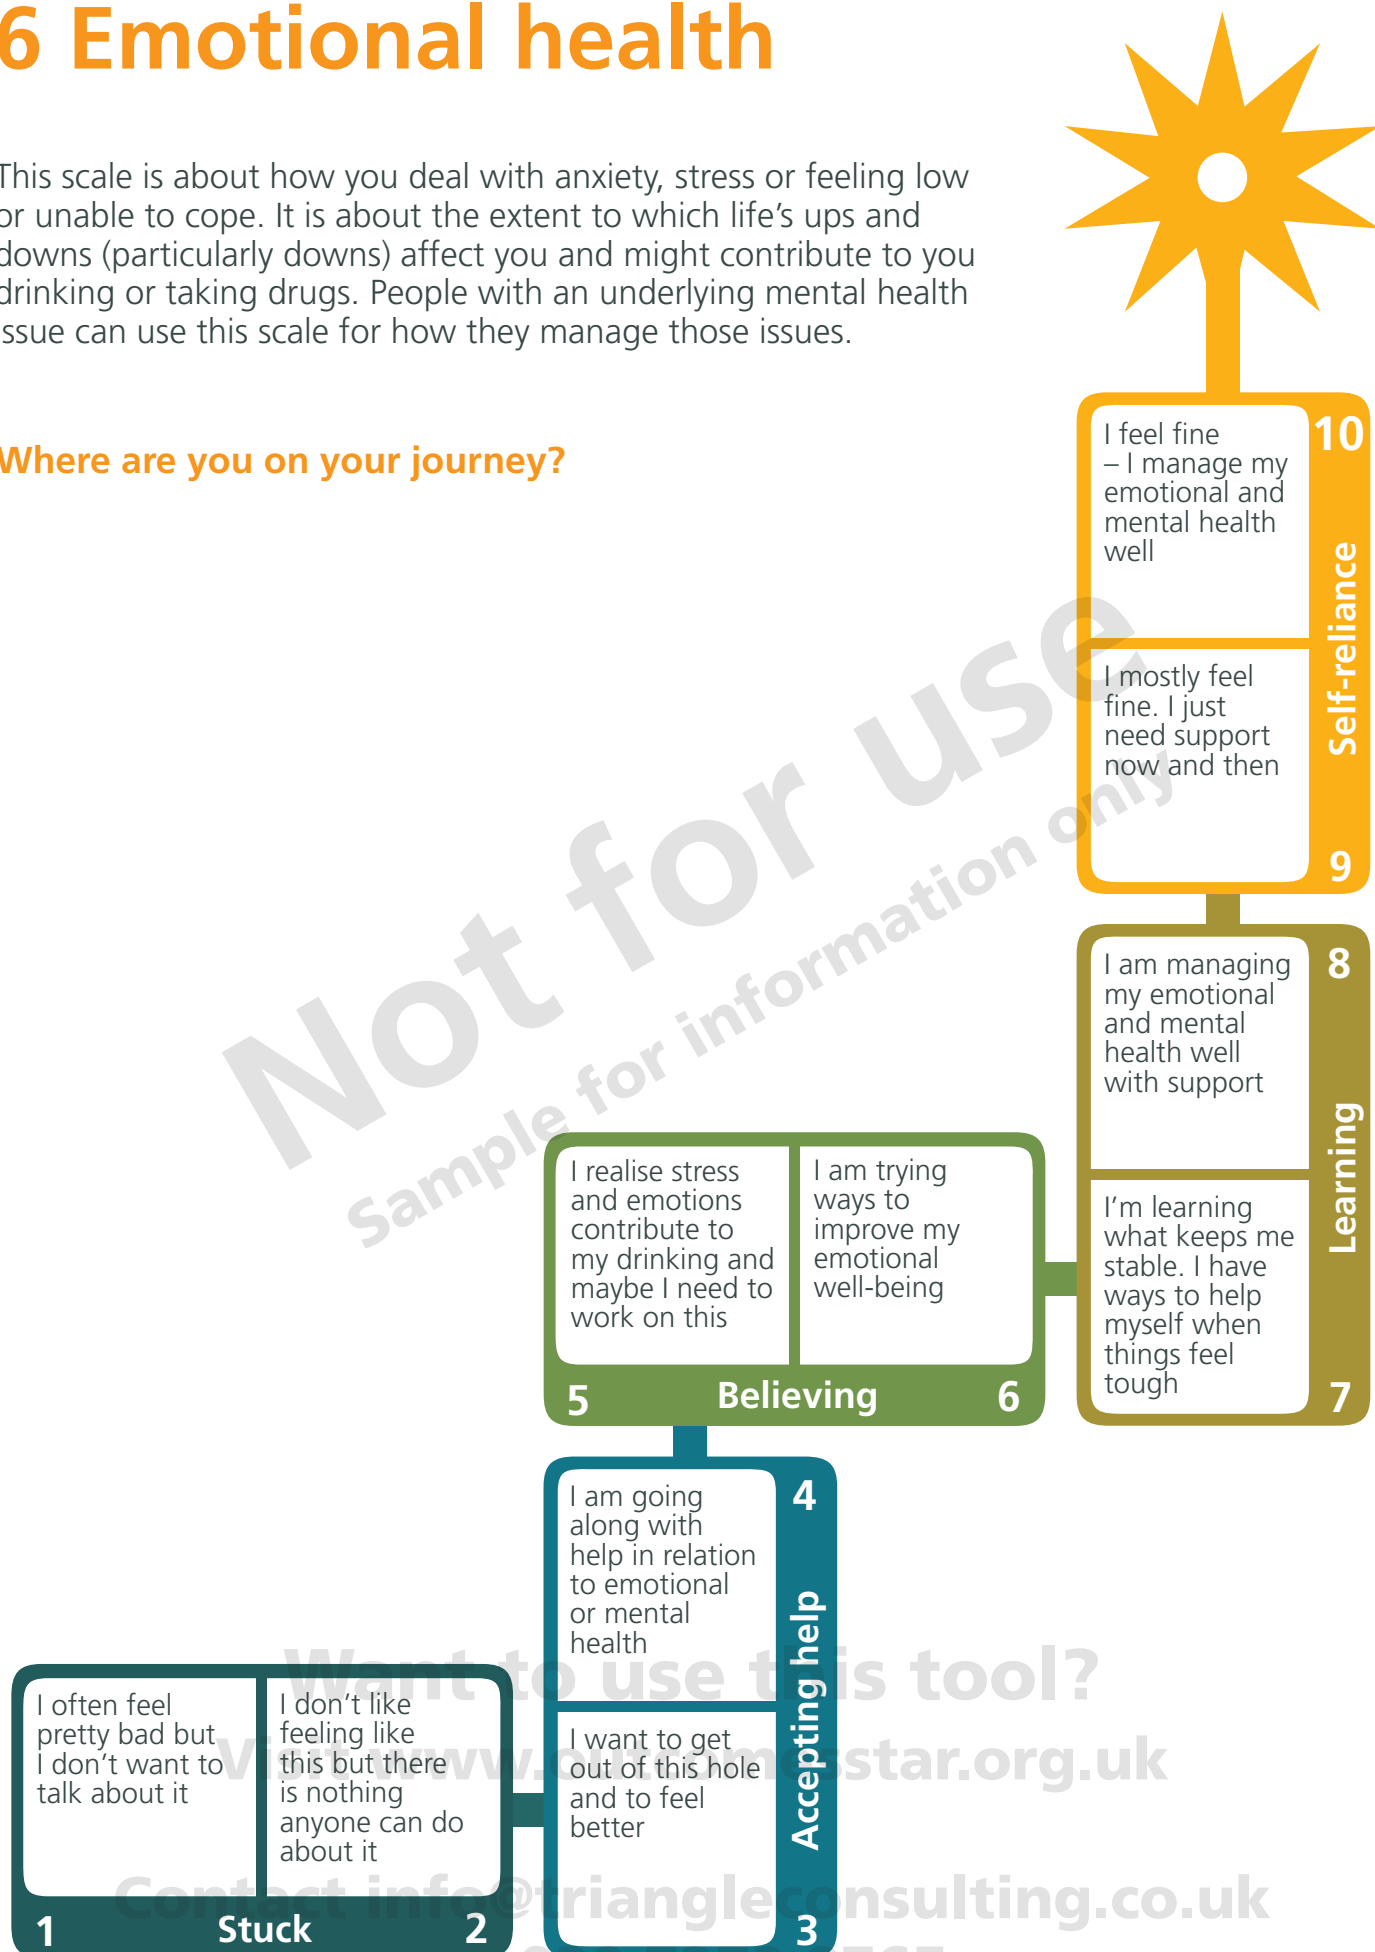 6 Emotional health
This scale is about how you deal with anxiety, stress or feeling low
or unable to cope. It is about the extent to which life’s ups and
downs (particularly downs) affect you and might contribute to you
drinking or taking drugs. People with an underlying mental health
issue can use this scale for how they manage those issues.
Where are you on your journey?
I feel fine
– I manage my
emotional and
mental health
well
10
Self-reliance
I mostly feel
fine. I just
need support
now and then
9
I am managing
my emotional
and mental
health well
with support
8
Learning
I’m learning
what keeps me
stable. I have
ways to help
myself when
things feel
tough
7
Not for use
Sample for information only
I realise stress
and emotions
contribute to
my drinking and
maybe I need to
work on this
I am trying
ways to
improve my
emotional
well-being
5
Believing
6
I am going
along with
help in relation
to emotional
or mental
health
4
Accepting help
I want to get
out of this hole
and to feel
better
3
I often feel
pretty bad but
I don’t want to
talk about it
I don’t like
feeling like
this but there
is nothing
anyone can do
about it
1
Stuck
2
Want to use this tool?
Visit www.outcomesstar.org.uk
Contact info@triangleconsulting.co.uk